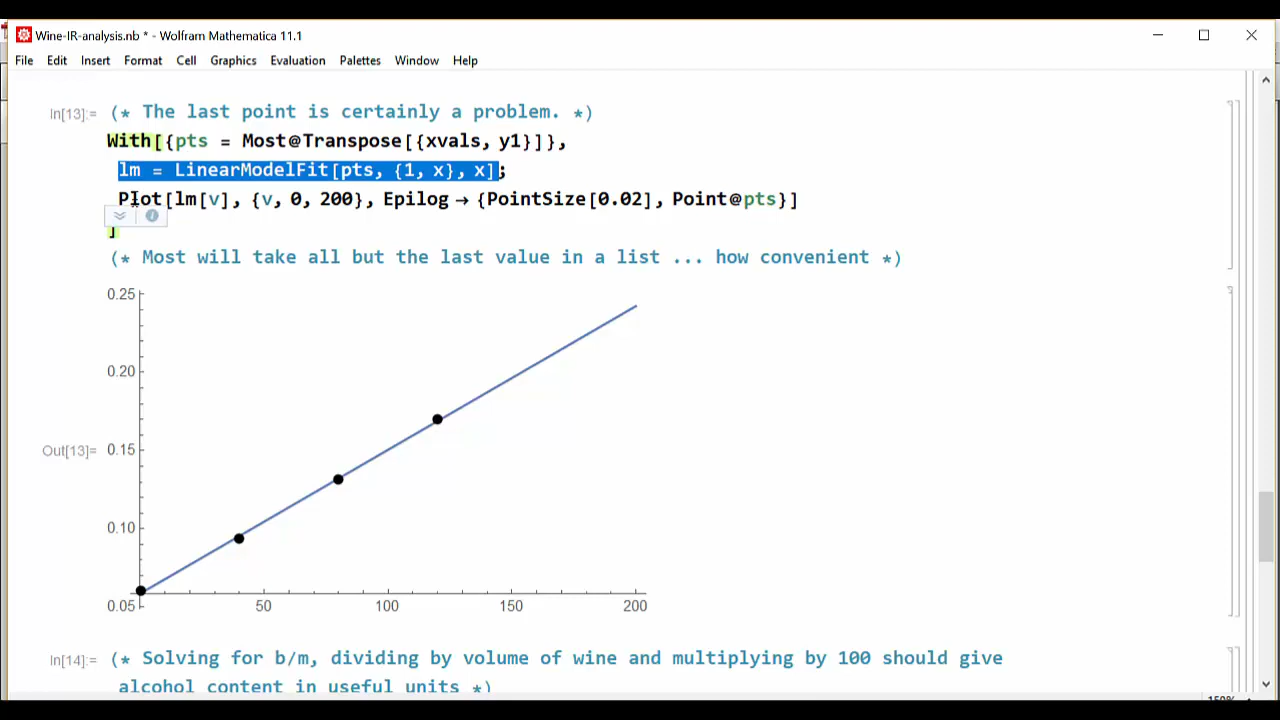 Wine-IR-analysis.nb * - Wolfram Mathematica 11.1
File Edit Insert Format Cell Graphics Evaluation Palettes Window Help
In[13]:= (* The last point is certainly a problem. *)
With[{pts = Most@Transpose[{xvals, y1}]},
lm = LinearModelFit[pts, {1, x}, x];
Plot[lm[v], {v, 0, 200}, Epilog → {PointSize[0.02], Point@pts}]
]
(* Most will take all but the last value in a list ... how convenient *)
0.25
0.20
Out[13]= 0.15
0.10
0.05
50 100 150 200
In[14]:= (* Solving for b/m, dividing by volume of wine and multiplying by 100 should give
alcohol content in useful units *)
150%